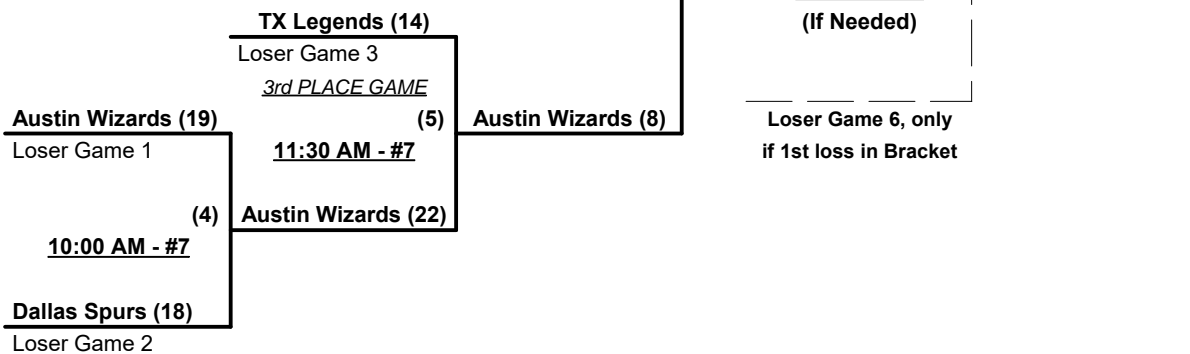 TX Legends (14)
(If Needed)
Loser Game 3
3rd PLACE GAME
Austin Wizards (19)
(5)
Austin Wizards (8)
Loser Game 6, only
Loser Game 1
11:30 AM - #7
if 1st loss in Bracket
(4)
Austin Wizards (22)
10:00 AM - #7
Dallas Spurs (18)
Loser Game 2